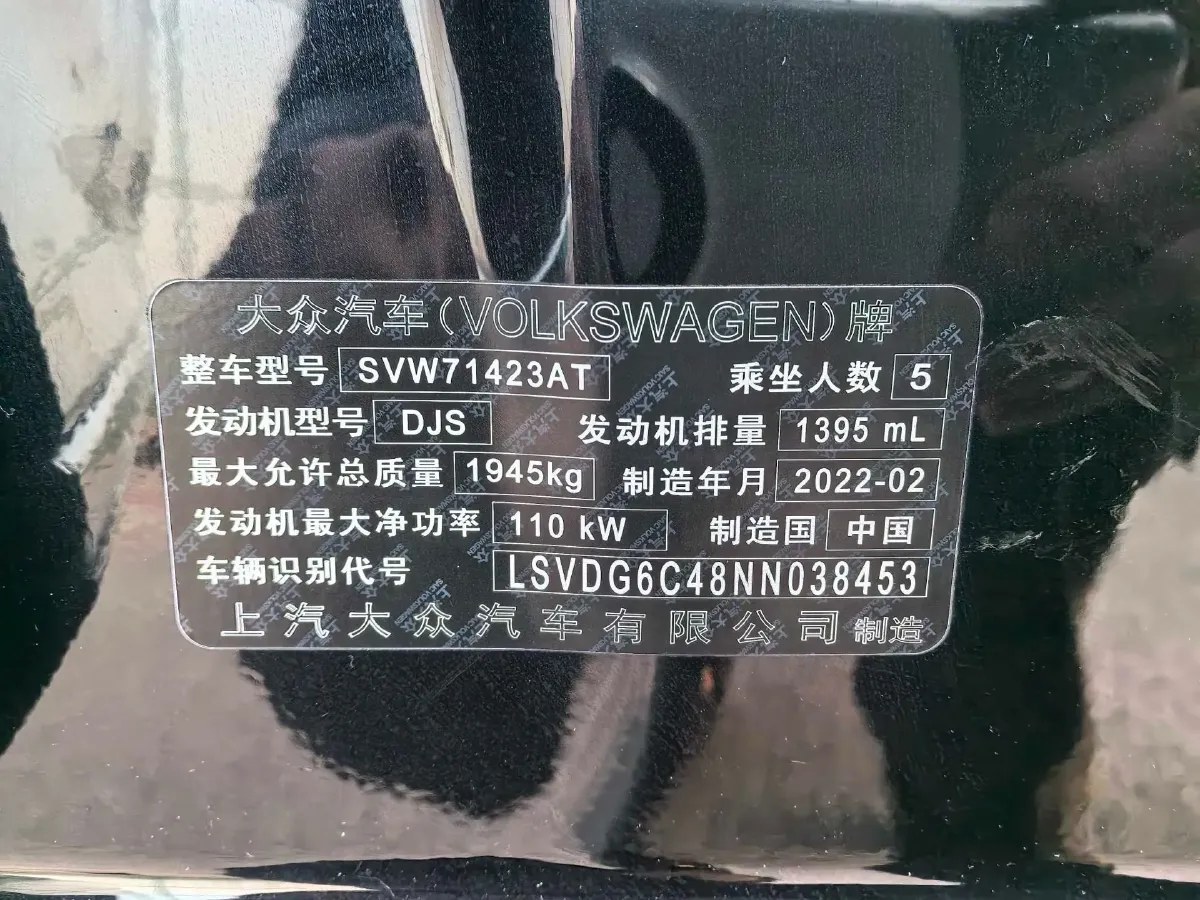 大众汽车(VOLKSWAGEN)牌
整车型号 SVW71423AT 乘坐人数 5
发动机型号 DJS 发动机排量 1395 mL
最大允许总质量 1945kg 制造年月 2022-02
发动机最大净功率 110 kW 制造国 中国
车辆识别代号 LSVDG6C48NN038453
上汽大众汽车有限公司 制造